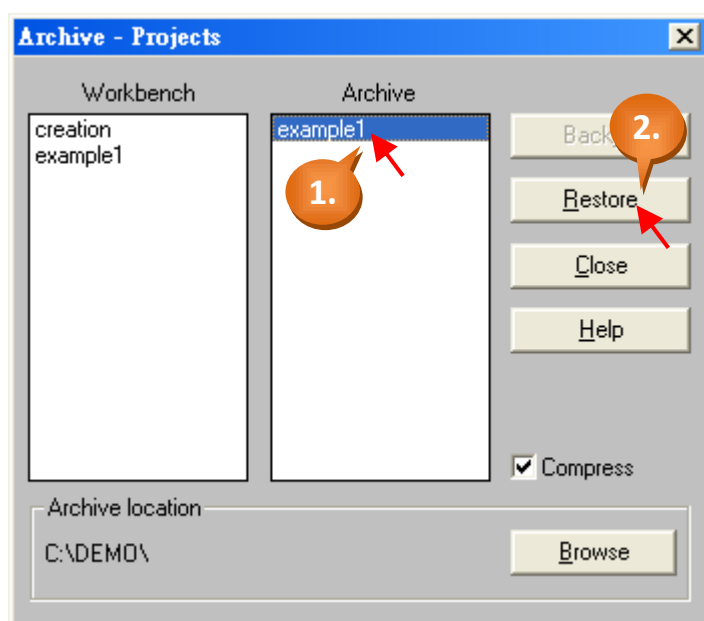 Archive - Projects
Workbench
Archive
creation
example1
example1
1.
2.
Restore
Close
Help
Compress
Archive location
C:\DEMO\
Browse